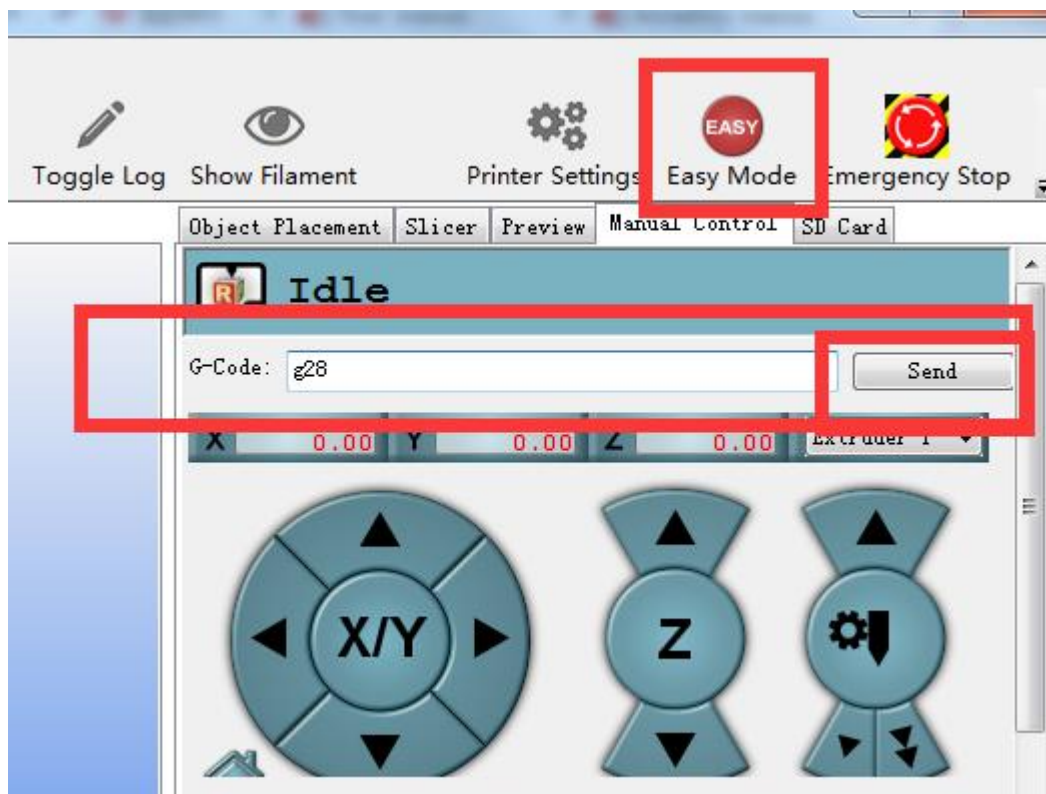 EASY
Toggle Log Show Filament Printer Settings Easy Mode Emergency Stop
Object Placement Slicer Preview Manual Control SD Card
R Idle
G-Code: g28 Send
X 0.00 Y 0.00 Z 0.00 Extruder 1
X/Y Z